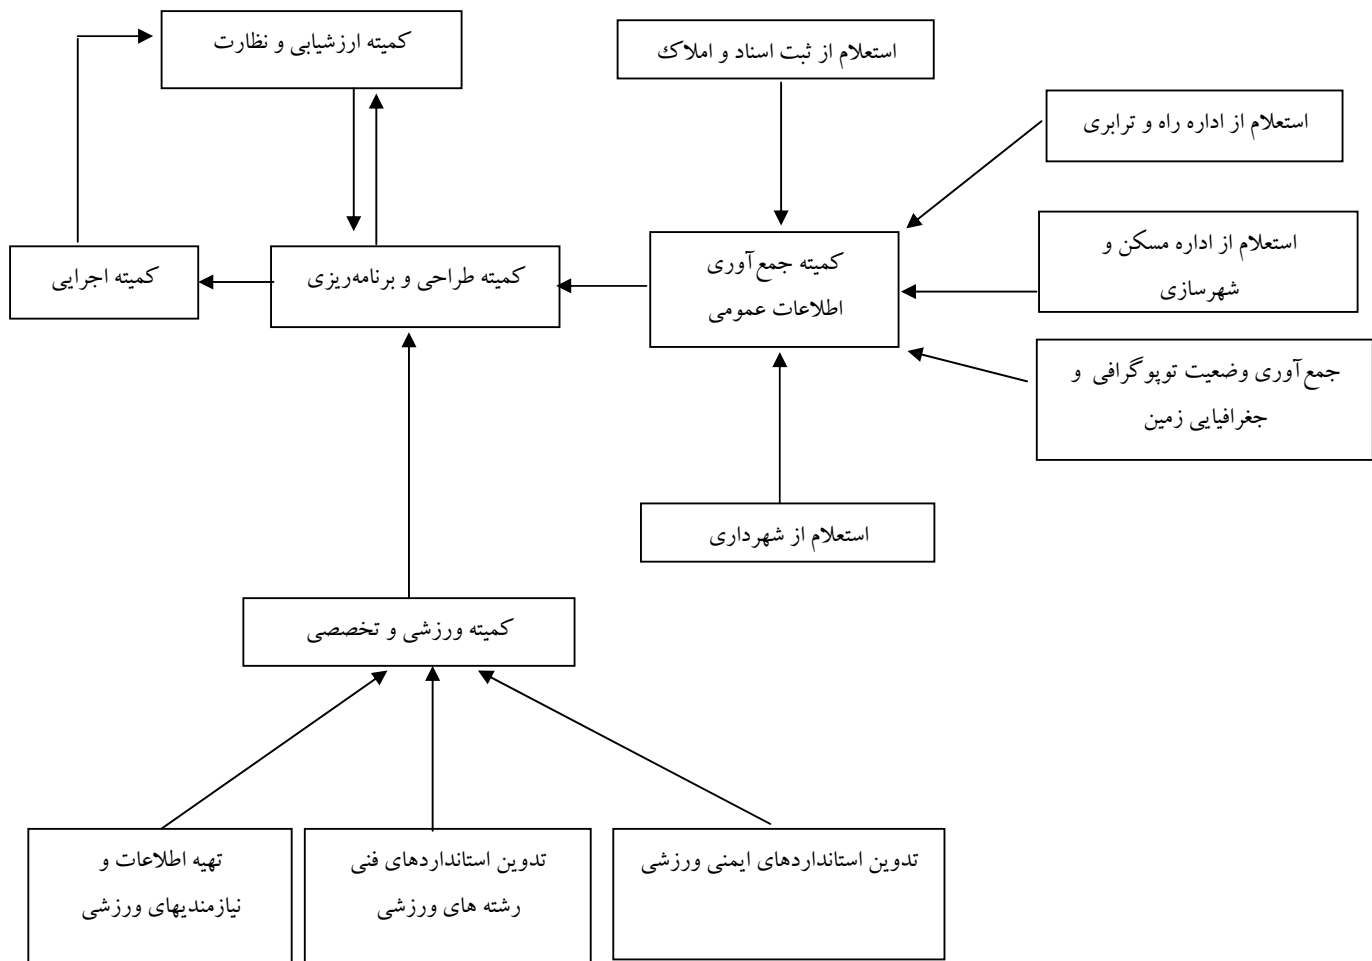 کمیته ارزشیابی و نظارت
استعلام از ثبت اسناد و املاک
استعلام از اداره راه و ترابری
استعلام از اداره مسکن و
شهرسازی
کمیته جمع‌آوری
اطلاعات عمومی
کمیته طراحی و برنامه‌ریزی
کمیته اجرایی
جمع‌آوری وضعیت توپوگرافی و
جغرافیایی زمین
استعلام از شهرداری
کمیته ورزشی و تخصصی
تدوین استانداردهای ایمنی ورزشی
تدوین استانداردهای فنی
رشته های ورزشی
تهیه اطلاعات و
نیازمندیهای ورزشی